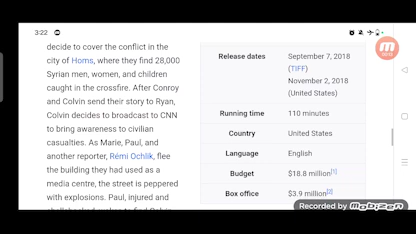 3:22
decide to cover the conflict in the
city of Homs, where they find 28,000
Syrian men, women, and children
caught in the crossfire. After Conroy
and Colvin send their story to Ryan,
Colvin decides to broadcast to CNN
to bring awareness to civilian
casualties. As Marie, Paul, and
another reporter, Rémi Ochlik, flee
the building they had used as a
media centre, the street is peppered
with explosions. Paul, injured and
Release dates September 7, 2018
(TIFF)
November 2, 2018
(United States)
Running time 110 minutes
Country United States
Language English
Budget $18.8 million[1]
Box office $3.9 million[2]
Recorded by Mobizen